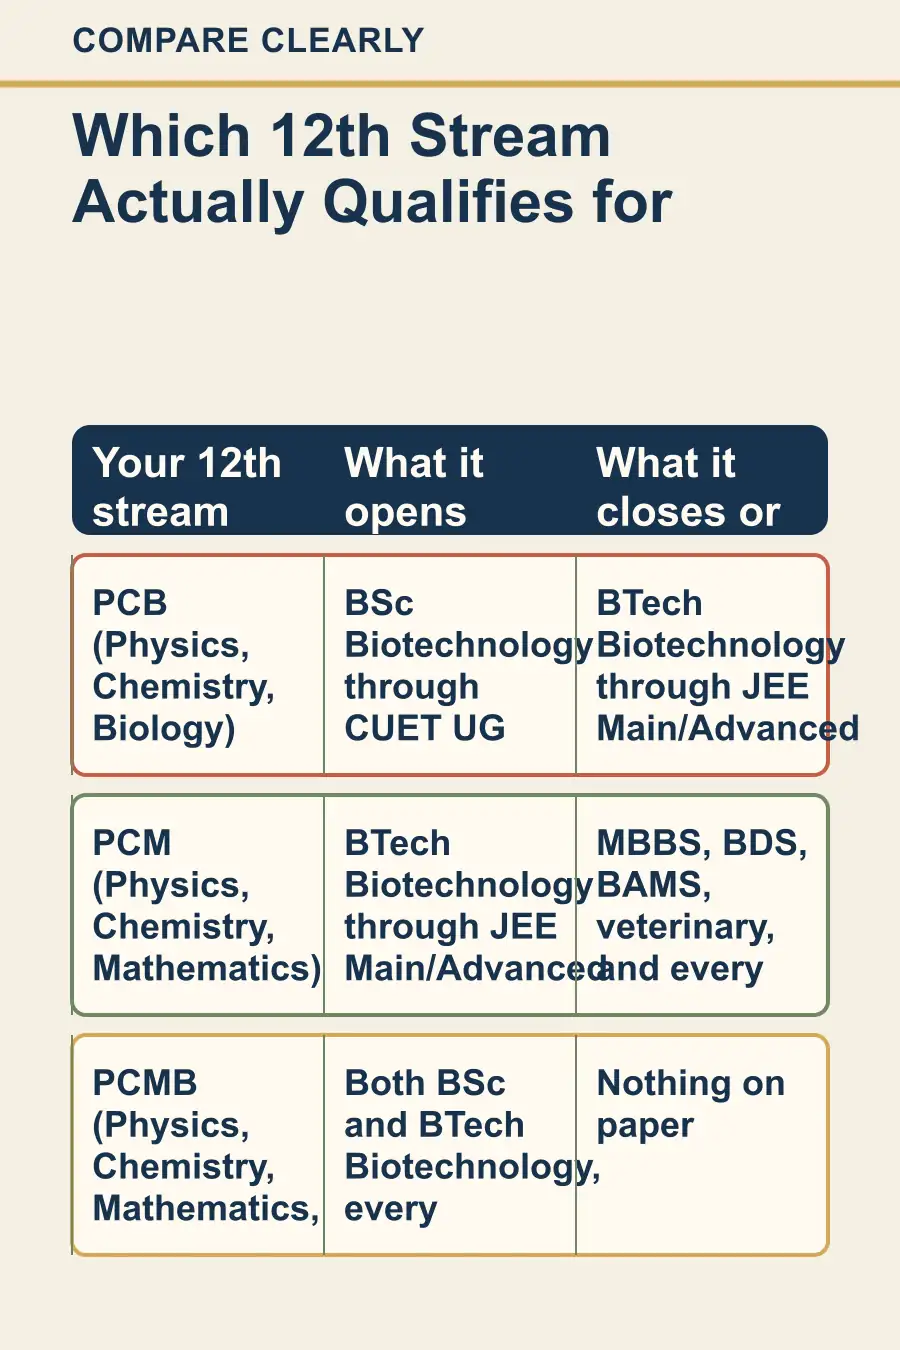 COMPARE CLEARLY
Which 12th Stream
Actually Qualifies for
Your 12th
stream
What it
opens
What it
closes or
PCB
(Physics,
Chemistry,
Biology)
BSc
Biotechnology
through
CUET UG
BTech
Biotechnology
through JEE
Main/Advanced
PCM
(Physics,
Chemistry,
Mathematics)
BTech
Biotechnology
through JEE
Main/Advanced
MBBS, BDS,
BAMS,
veterinary,
and every
PCMB
(Physics,
Chemistry,
Mathematics,
Both BSc
and BTech
Biotechnology,
every
Nothing on
paper